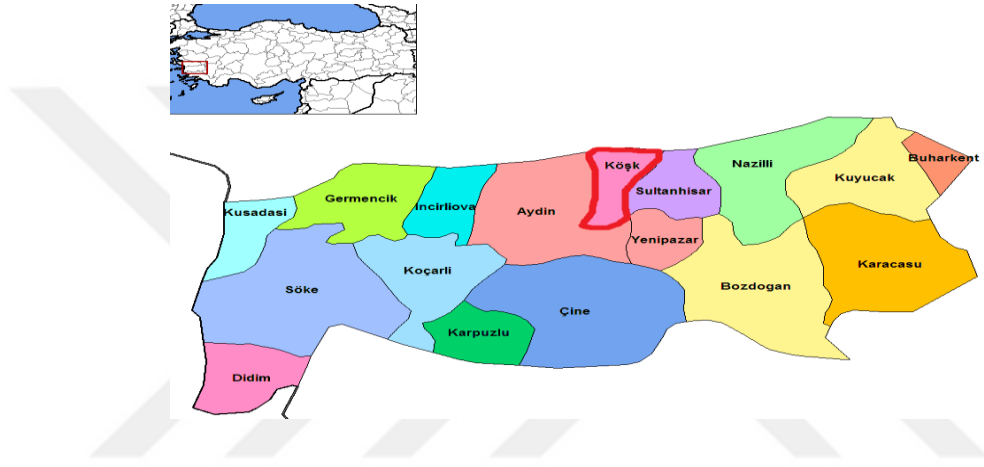 Köşk
Buharkent
Nazilli
Kuyucak
Sultanhisar
Germencik
Incirliova
Kusadasi
Aydin
Yenipazar
Karacasu
Koçarli
Söke
Bozdogan
Çine
Karpuzlu
Didim